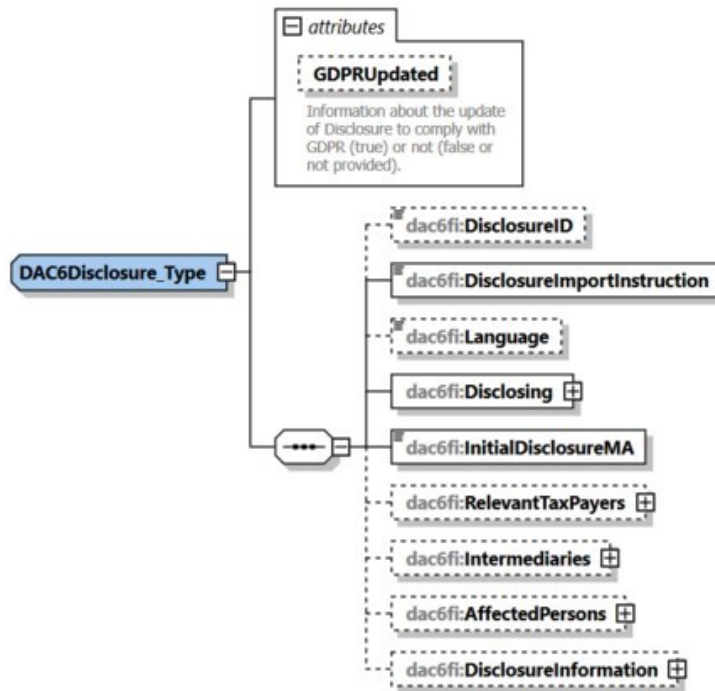 attributes
GDPRUpdated
Information about the update
of Disclosure to comply with
GDPR (true) or not (false or
not provided).
DAC6Disclosure_Type
dac6fi:DisclosureID
dac6fi:DisclosureImportInstruction
dac6fi:Language
dac6fi:Disclosing
dac6fi:InitialDisclosureMA
dac6fi:RelevantTaxPayers
dac6fi:Intermediaries
dac6fi:AffectedPersons
dac6fi:DisclosureInformation